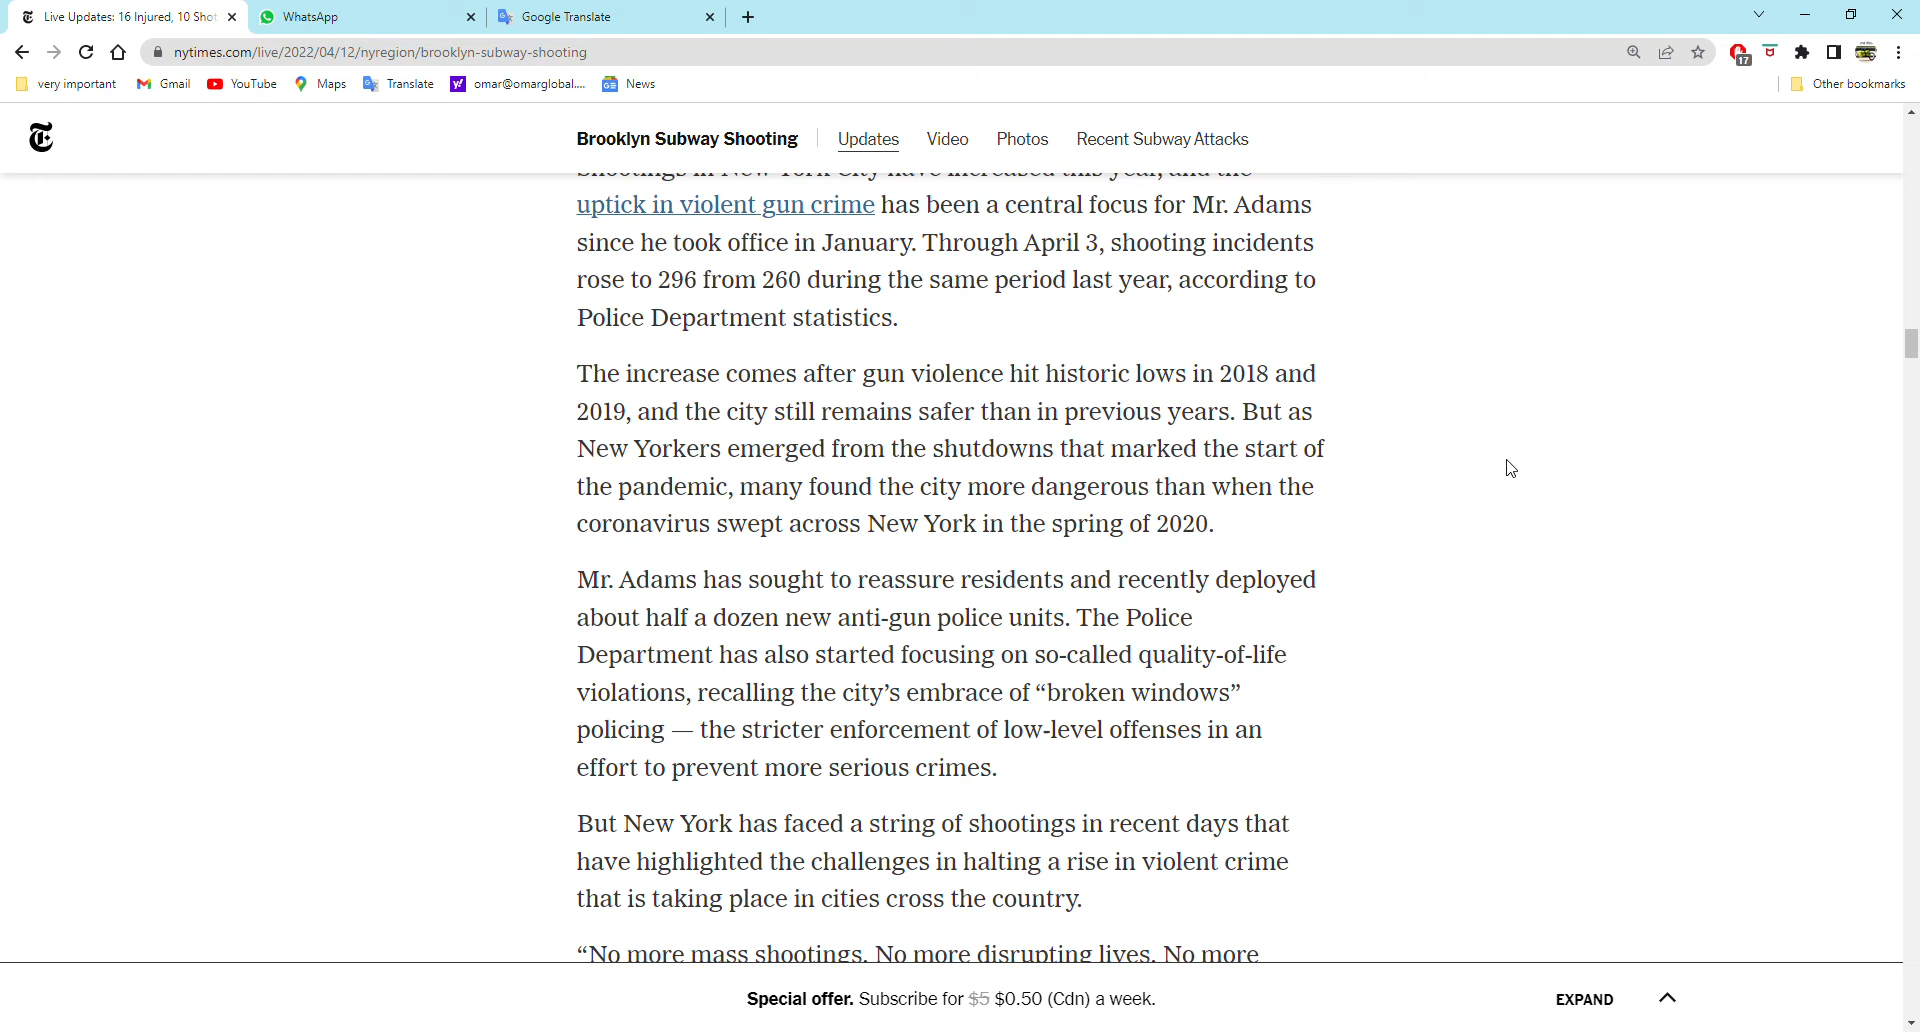 Live Updates: 16 Injured, 10 Shot
WhatsApp
Google Translate
nytimes.com/live/2022/04/12/nyregion/brooklyn-subway-shooting
17
very important
Gmail
YouTube
Maps
Translate
omar@omarglobal....
News
Other bookmarks
Brooklyn Subway Shooting
Updates
Video
Photos
Recent Subway Attacks
Shootings in New York City have increased this year, and the
uptick in violent gun crime has been a central focus for Mr. Adams
since he took office in January. Through April 3, shooting incidents
rose to 296 from 260 during the same period last year, according to
Police Department statistics.
The increase comes after gun violence hit historic lows in 2018 and
2019, and the city still remains safer than in previous years. But as
New Yorkers emerged from the shutdowns that marked the start of
the pandemic, many found the city more dangerous than when the
coronavirus swept across New York in the spring of 2020.
Mr. Adams has sought to reassure residents and recently deployed
about half a dozen new anti-gun police units. The Police
Department has also started focusing on so-called quality-of-life
violations, recalling the city’s embrace of “broken windows”
policing — the stricter enforcement of low-level offenses in an
effort to prevent more serious crimes.
But New York has faced a string of shootings in recent days that
have highlighted the challenges in halting a rise in violent crime
that is taking place in cities cross the country.
“No more mass shootings. No more disrupting lives. No more
Special offer. Subscribe for $5 $0.50 (Cdn) a week.
EXPAND